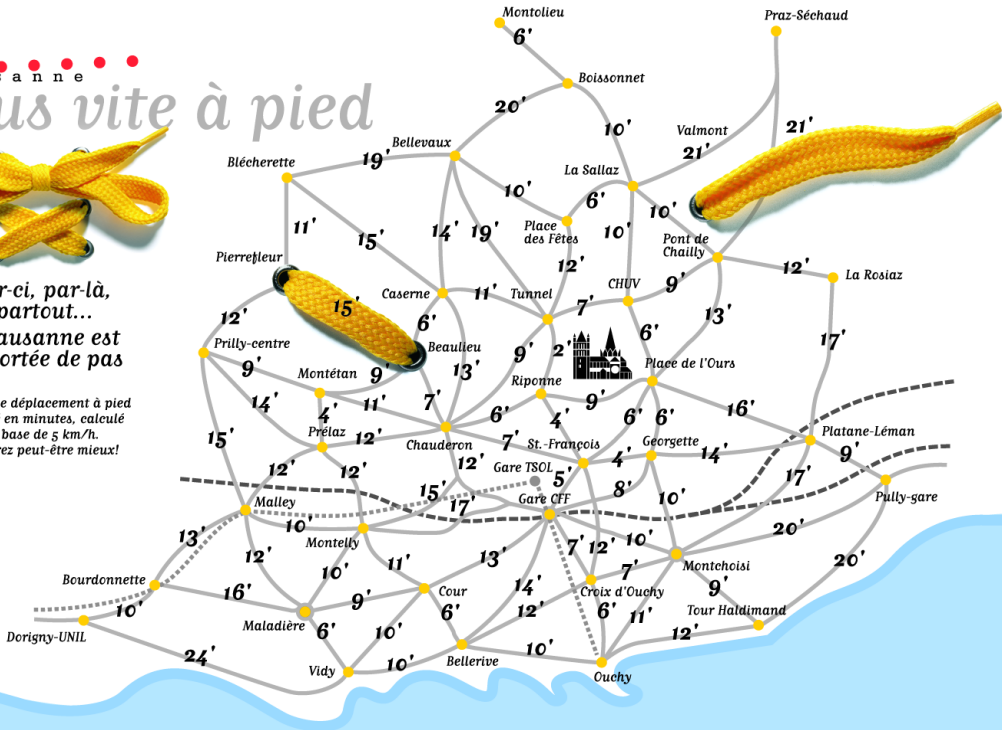 Montolieu
Praz-Séchaud
6'
sanne
us vite à pied
Boissonnet
20'
10'
Valmont
21'
21'
Bellevaux
Blécherette
19'
La Sallaz
10'
6'
10'
11'
15'
14'
19'
Place
des Fêtes
10'
Pont de
Chailly
12'
La Rosiaz
Pierrefleur
12'
9'
r-ci, par-là,
partout...
ausanne est
ortée de pas
15'
Caserne
11'
Tunnel
CHUV
7'
13'
17'
12'
6'
6'
Prilly-centre
9'
Beaulieu
9'
2'
Place de l'Ours
Montétan
9'
13'
Riponne
9'
e déplacement à pied
en minutes, calculé
base de 5 km/h.
rez peut-être mieux!
14'
4'
11'
7'
6'
4'
6'
6'
16'
Prélaz
12'
Chauderon
7'
St.-François
Georgette
Platane-Léman
15'
4'
14'
9'
12'
12'
12'
Gare TSOL
5'
17'
Pully-gare
15'
17'
Gare CFF
8'
10'
Malley
10'
20'
13'
Montelly
7'
12'
10'
12'
11'
13'
Montchoisi
20'
Bourdonnette
10'
7'
16'
9'
Cour
14'
Croix d'Ouchy
9'
10'
Maladière
6'
12'
6'
11'
Tour Haldimand
Dorigny-UNIL
6'
10'
12'
24'
Vidy
10'
Bellerive
10'
Ouchy